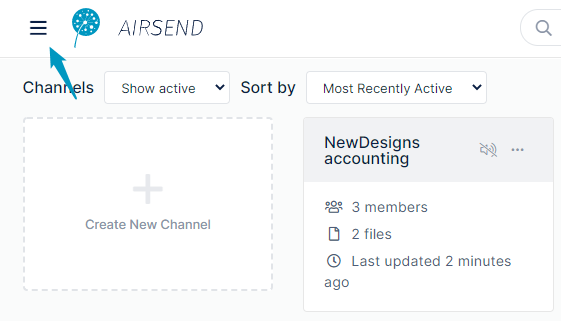 AIRSEND
Channels Show active Sort by Most Recently Active
Create New Channel
NewDesigns
accounting
3 members
2 files
Last updated 2 minutes
ago